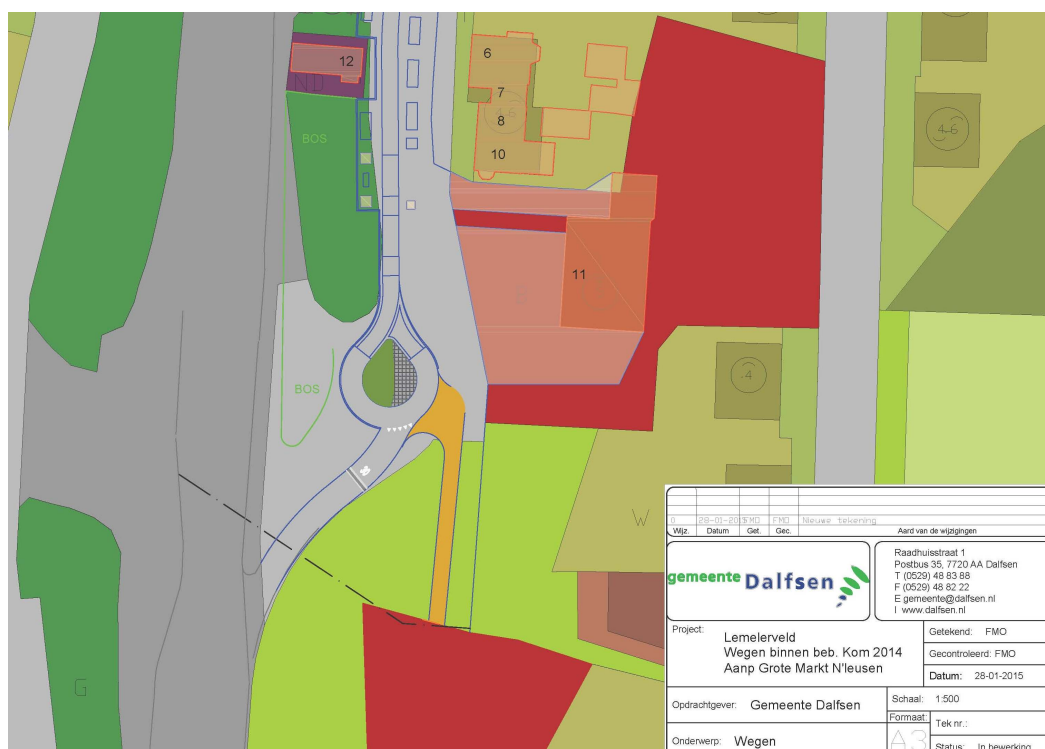 12
6
7
8
10
11
4-6
4-6
.4
ND
BOS
BOS
30
G
W
0 28-01-2015 FMO FMO Nieuwe tekening
Wijz. Datum Get. Gec. Aard van de wijzigingen
gemeente Dalfsen
Raadhuisstraat 1
Postbus 35, 7720 AA Dalfsen
T (0529) 48 83 88
F (0529) 48 82 22
E gemeente@dalfsen.nl
I www.dalfsen.nl
Project:
Lemelerveld
Wegen binnen beb. Kom 2014
Aanp Grote Markt N'leusen
Getekend: FMO
Gecontroleerd: FMO
Datum: 28-01-2015
Opdrachtgever: Gemeente Dalfsen
Schaal: 1:500
Formaat:
A3
Tek nr.:
Onderwerp: Wegen
Status: In bewerking